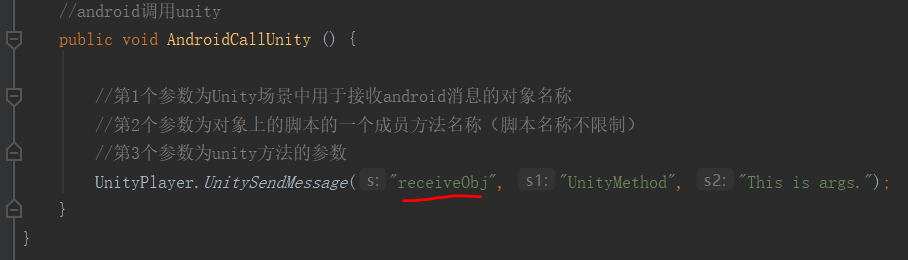 //android调用unity
public void AndroidCallUnity () {
//第1个参数为Unity场景中用于接收android消息的对象名称
//第2个参数为对象上的脚本的一个成员方法名称（脚本名称不限制）
//第3个参数为unity方法的参数
UnityPlayer.UnitySendMessage( s: "receiveObj", s1: "UnityMethod", s2: "This is args.");
}
}